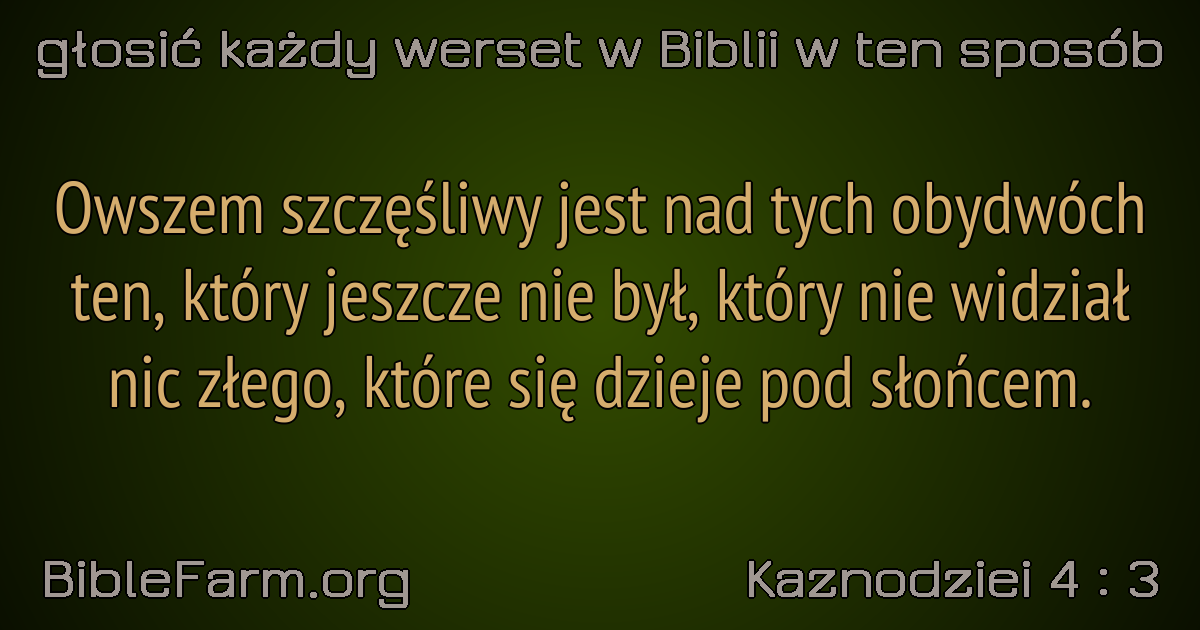 głosić każdy werset w Biblii w ten sposób
Owszem szczęśliwy jest nad tych obydwóch
ten, który jeszcze nie był, który nie widział
nic złego, które się dzieje pod słońcem.
BibleFarm.org
Kaznodziei 4 : 3